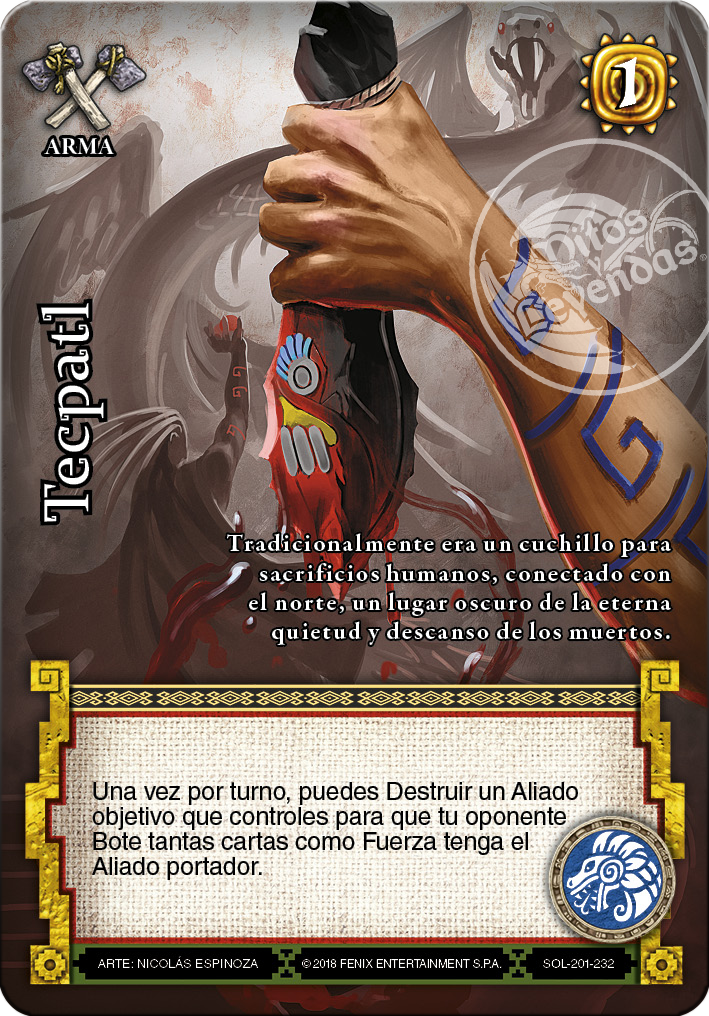 ARMA
1
Mitos
y
Leyendas
Tecpatl
Tradicionalmente era un cuchillo para
sacrificios humanos, conectado con
el norte, un lugar oscuro de la eterna
quietud y descanso de los muertos.
Una vez por turno, puedes Destruir un Aliado
objetivo que controles para que tu oponente
Bote tantas cartas como Fuerza tenga el
Aliado portador.
ARTE: NICOLÁS ESPINOZA
©2018 FENIX ENTERTAINMENT S.P.A.
SOL-201-232